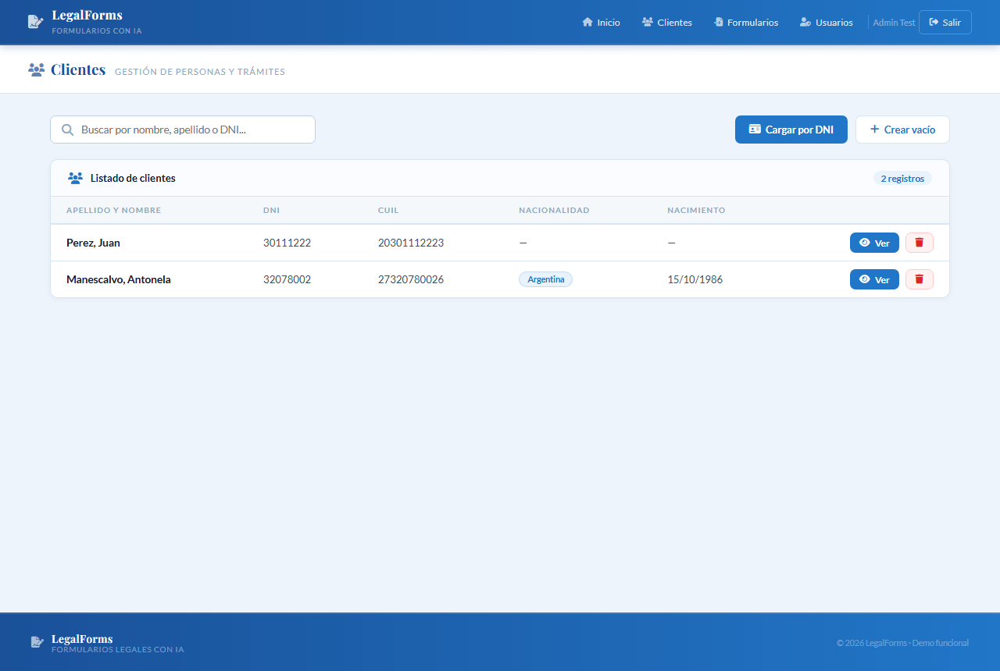 LegalForms
FORMULARIOS CON IA
Inicio Clientes Formularios Usuarios Admin Test Salir
Clientes GESTIÓN DE PERSONAS Y TRÁMITES
Buscar por nombre, apellido o DNI...
Cargar por DNI + Crear vacío
Listado de clientes 2 registros
APELLIDO Y NOMBRE DNI CUIL NACIONALIDAD NACIMIENTO
Perez, Juan 30111222 20301112223 — — Ver
Manescalvo, Antonela 32078002 27320780026 Argentina 15/10/1986 Ver
LegalForms
FORMULARIOS LEGALES CON IA
© 2026 LegalForms · Demo funcional